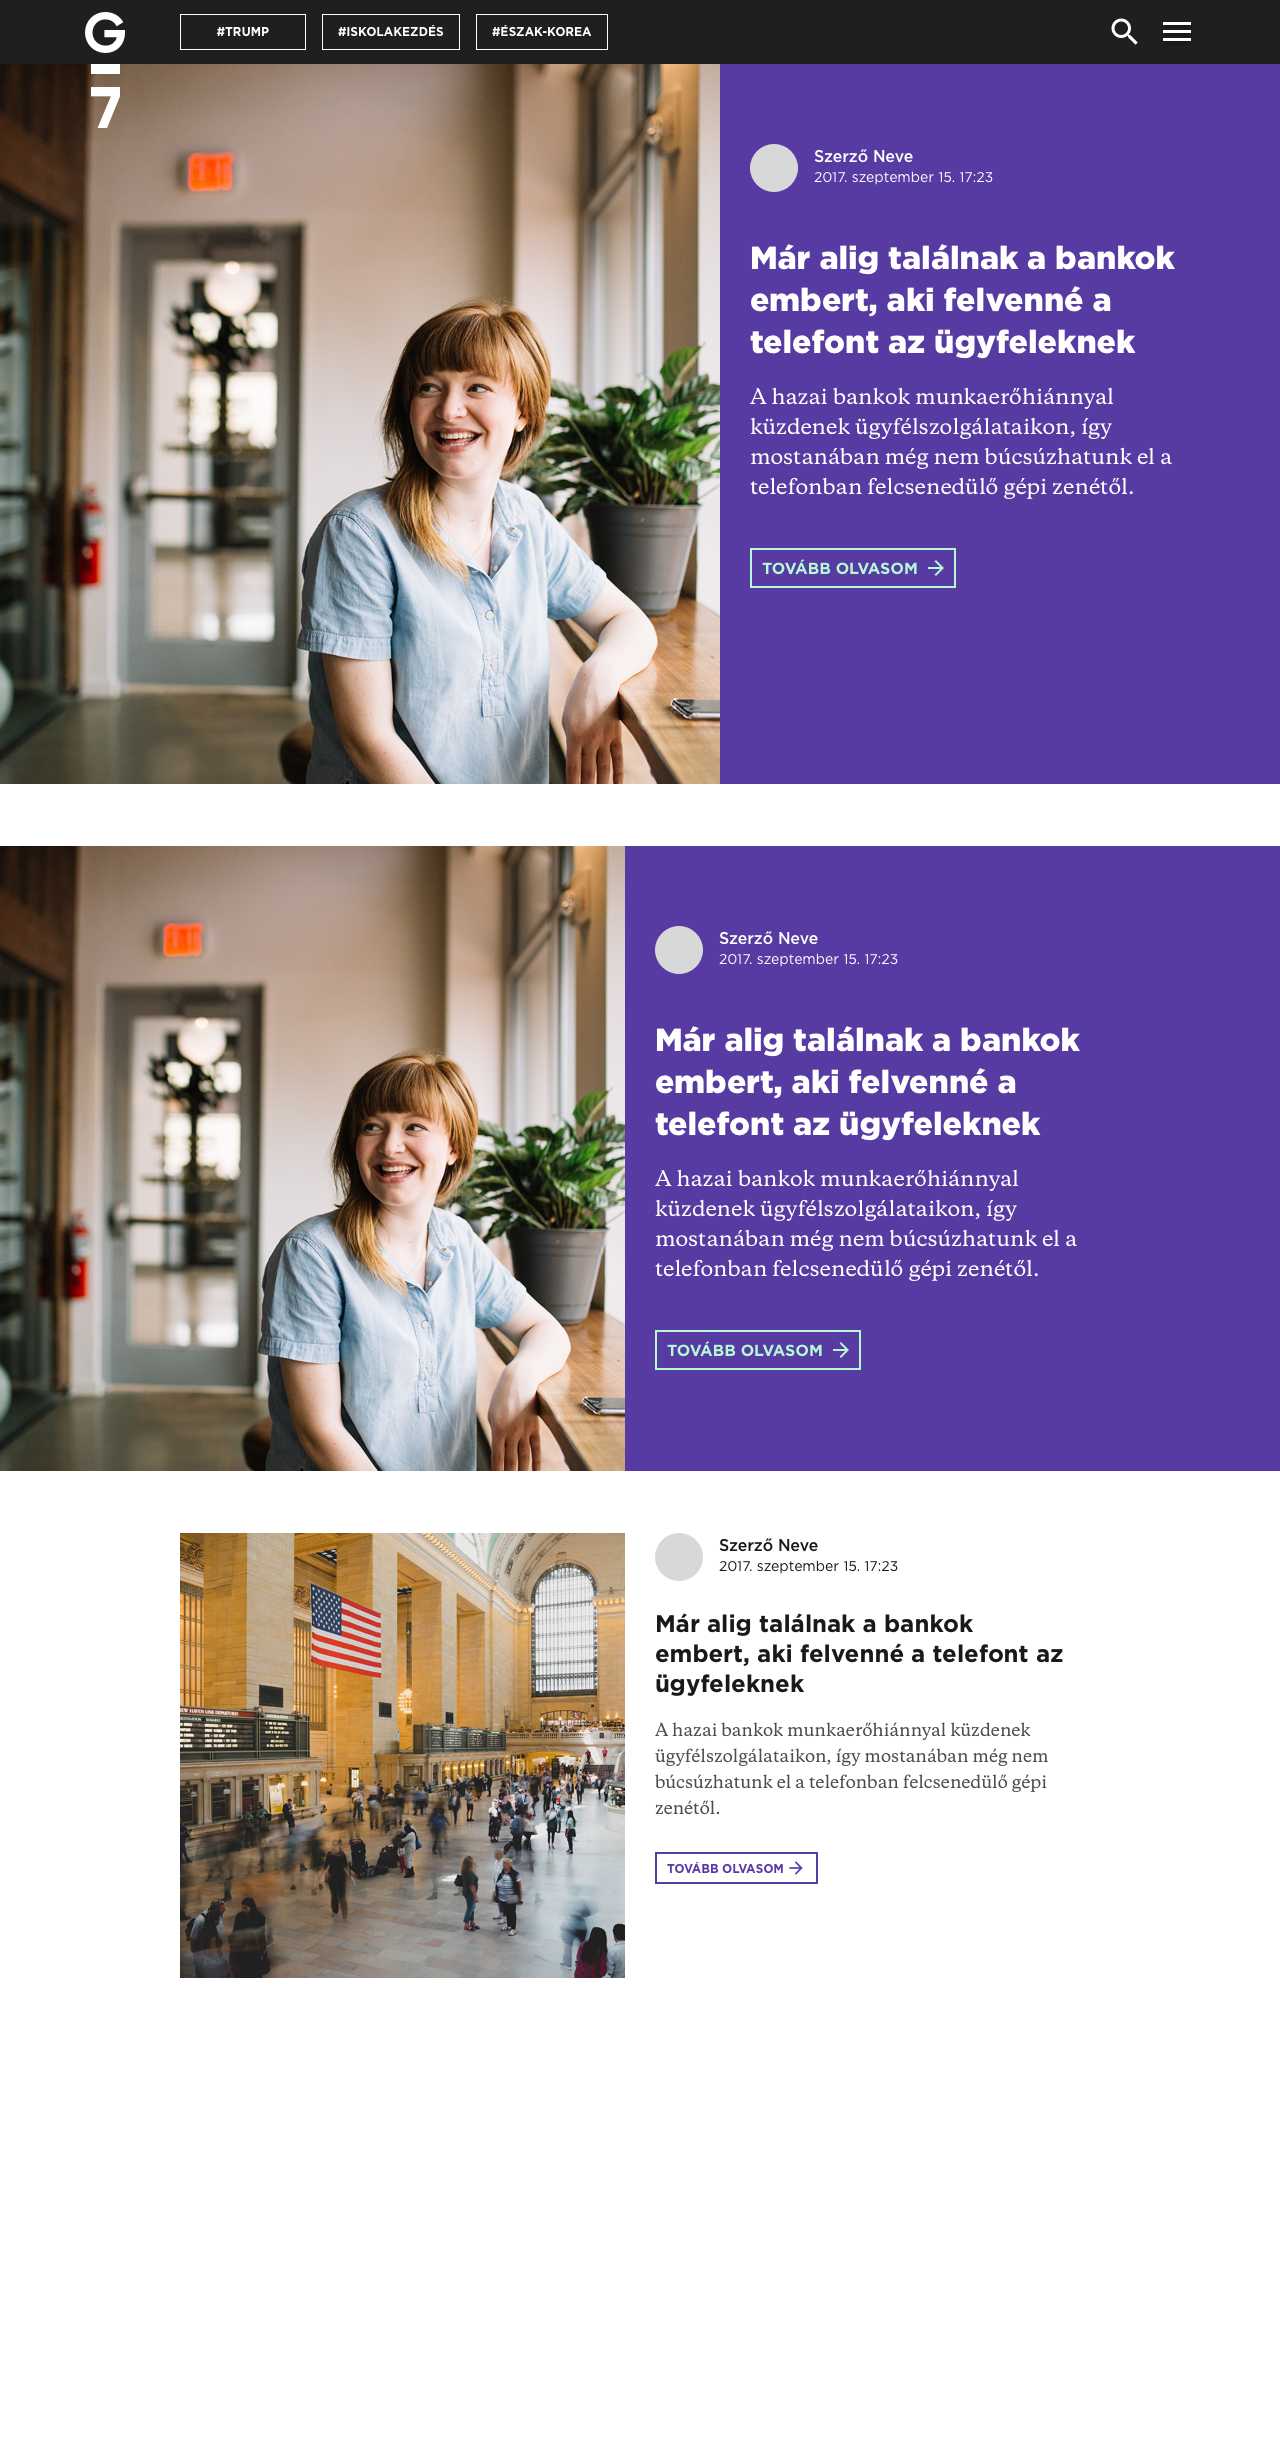 G
7
#TRUMP
#ISKOLAKEZDÉS
#ÉSZAK-KOREA
Szerző Neve
2017. szeptember 15. 17:23
Már alig találnak a bankok
embert, aki felvenné a
telefont az ügyfeleknek
A hazai bankok munkaerőhiánnyal
küzdenek ügyfélszolgálataikon, így
mostanában még nem búcsúzhatunk el a
telefonban felcsenedülő gépi zenétől.
TOVÁBB OLVASOM
Szerző Neve
2017. szeptember 15. 17:23
Már alig találnak a bankok
embert, aki felvenné a
telefont az ügyfeleknek
A hazai bankok munkaerőhiánnyal
küzdenek ügyfélszolgálataikon, így
mostanában még nem búcsúzhatunk el a
telefonban felcsenedülő gépi zenétől.
TOVÁBB OLVASOM
Szerző Neve
2017. szeptember 15. 17:23
Már alig találnak a bankok
embert, aki felvenné a telefont az
ügyfeleknek
A hazai bankok munkaerőhiánnyal küzdenek
ügyfélszolgálataikon, így mostanában még nem
búcsúzhatunk el a telefonban felcsenedülő gépi
zenétől.
TOVÁBB OLVASOM
HAVEN LINE DEPARTURES